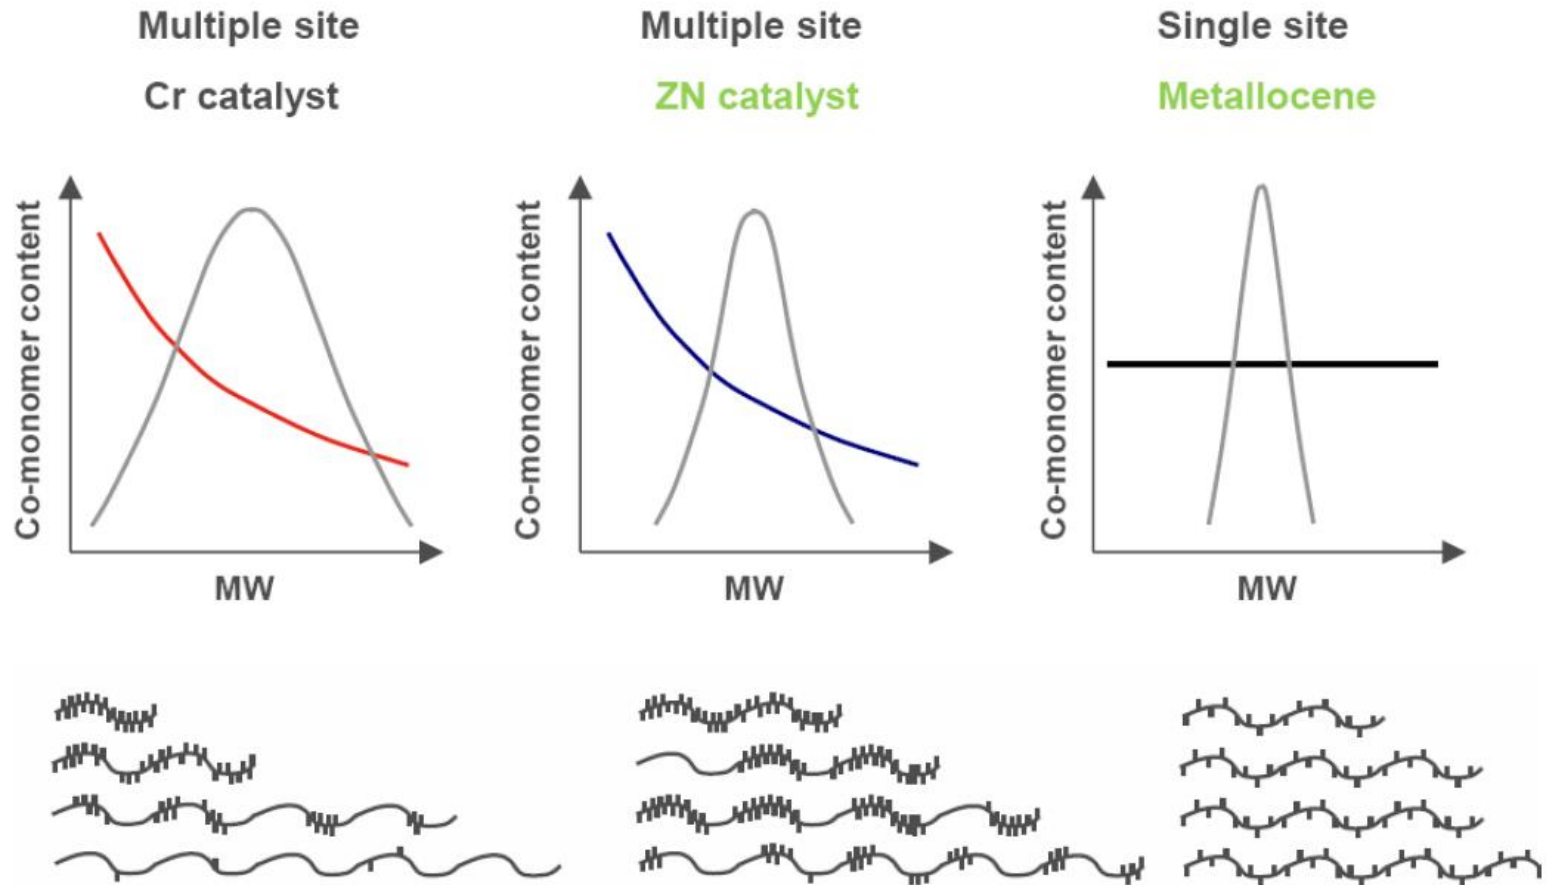 Multiple site
Cr catalyst
Co-monomer content
MW
Multiple site
ZN catalyst
Co-monomer content
MW
Single site
Metallocene
Co-monomer content
MW